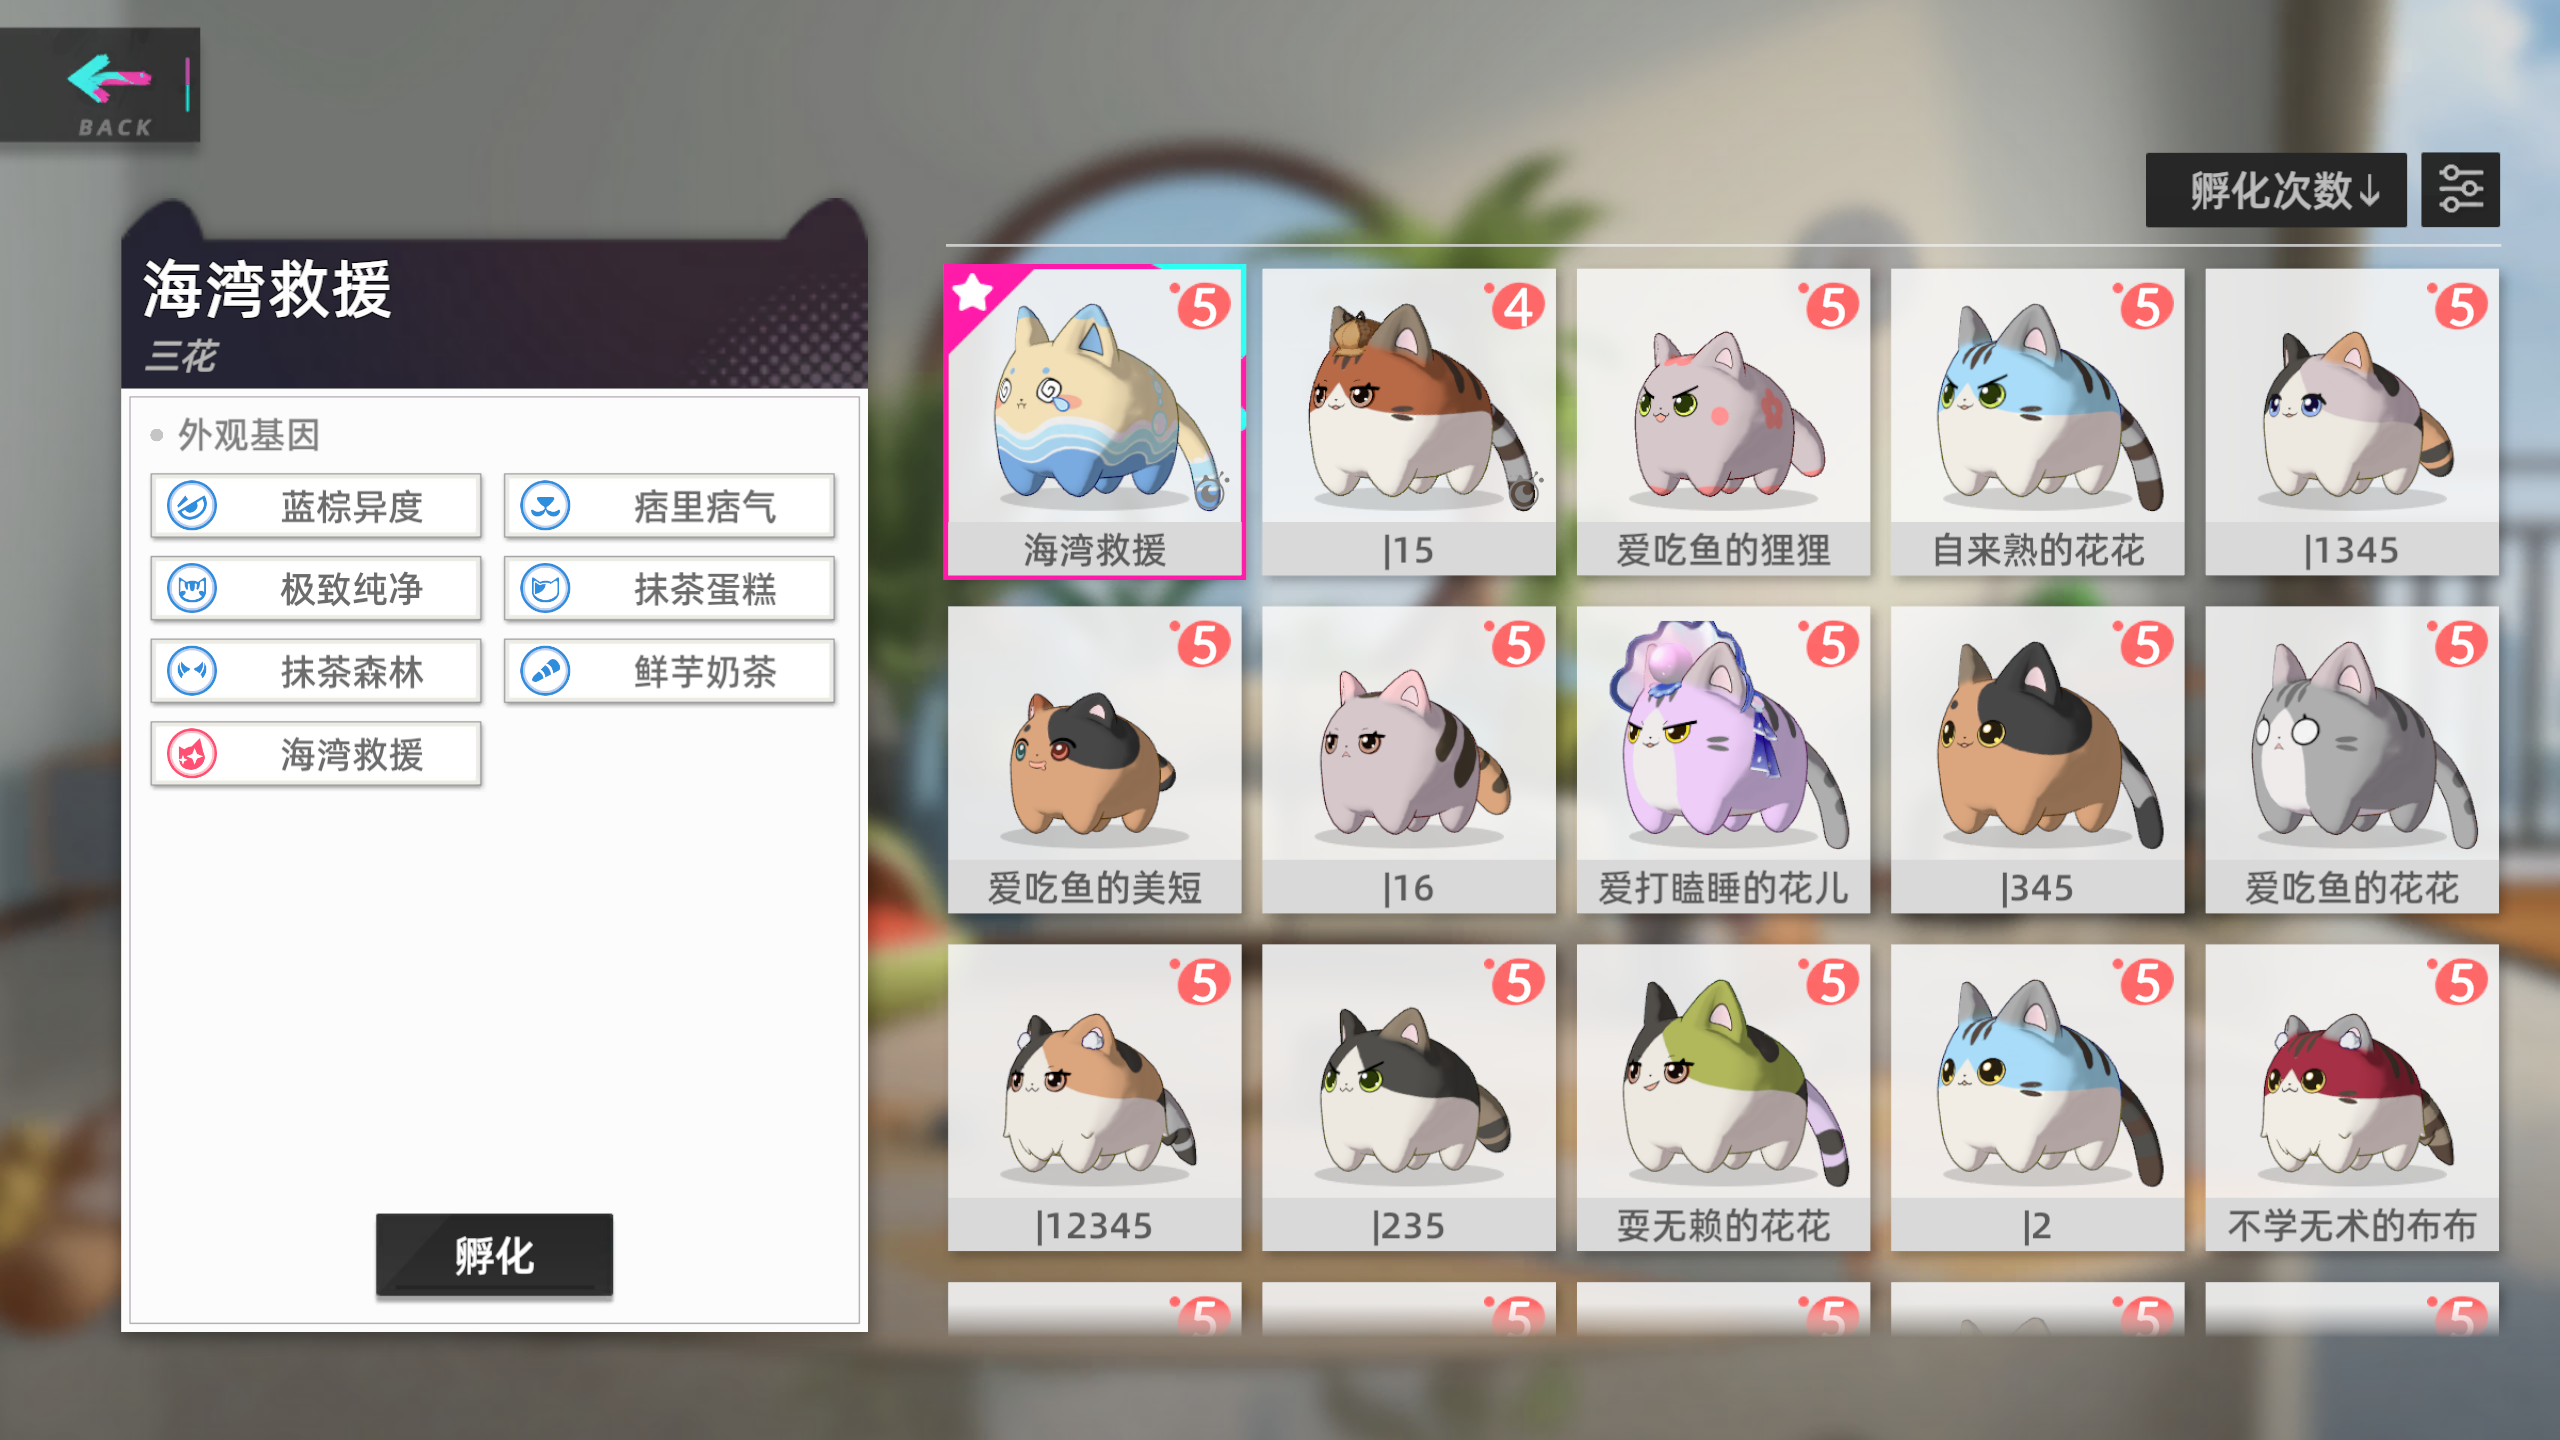 BACK
孵化次数↓
海湾救援
三花
外观基因
蓝棕异度
痞里痞气
极致纯净
抹茶蛋糕
抹茶森林
鲜芋奶茶
海湾救援
孵化
5
4
5
5
5
海湾救援
|15
爱吃鱼的狸狸
自来熟的花花
|1345
5
5
5
5
5
爱吃鱼的美短
|16
爱打瞌睡的花儿
|345
爱吃鱼的花花
5
5
5
5
5
|12345
|235
耍无赖的花花
|2
不学无术的布布
5
5
5
5
5